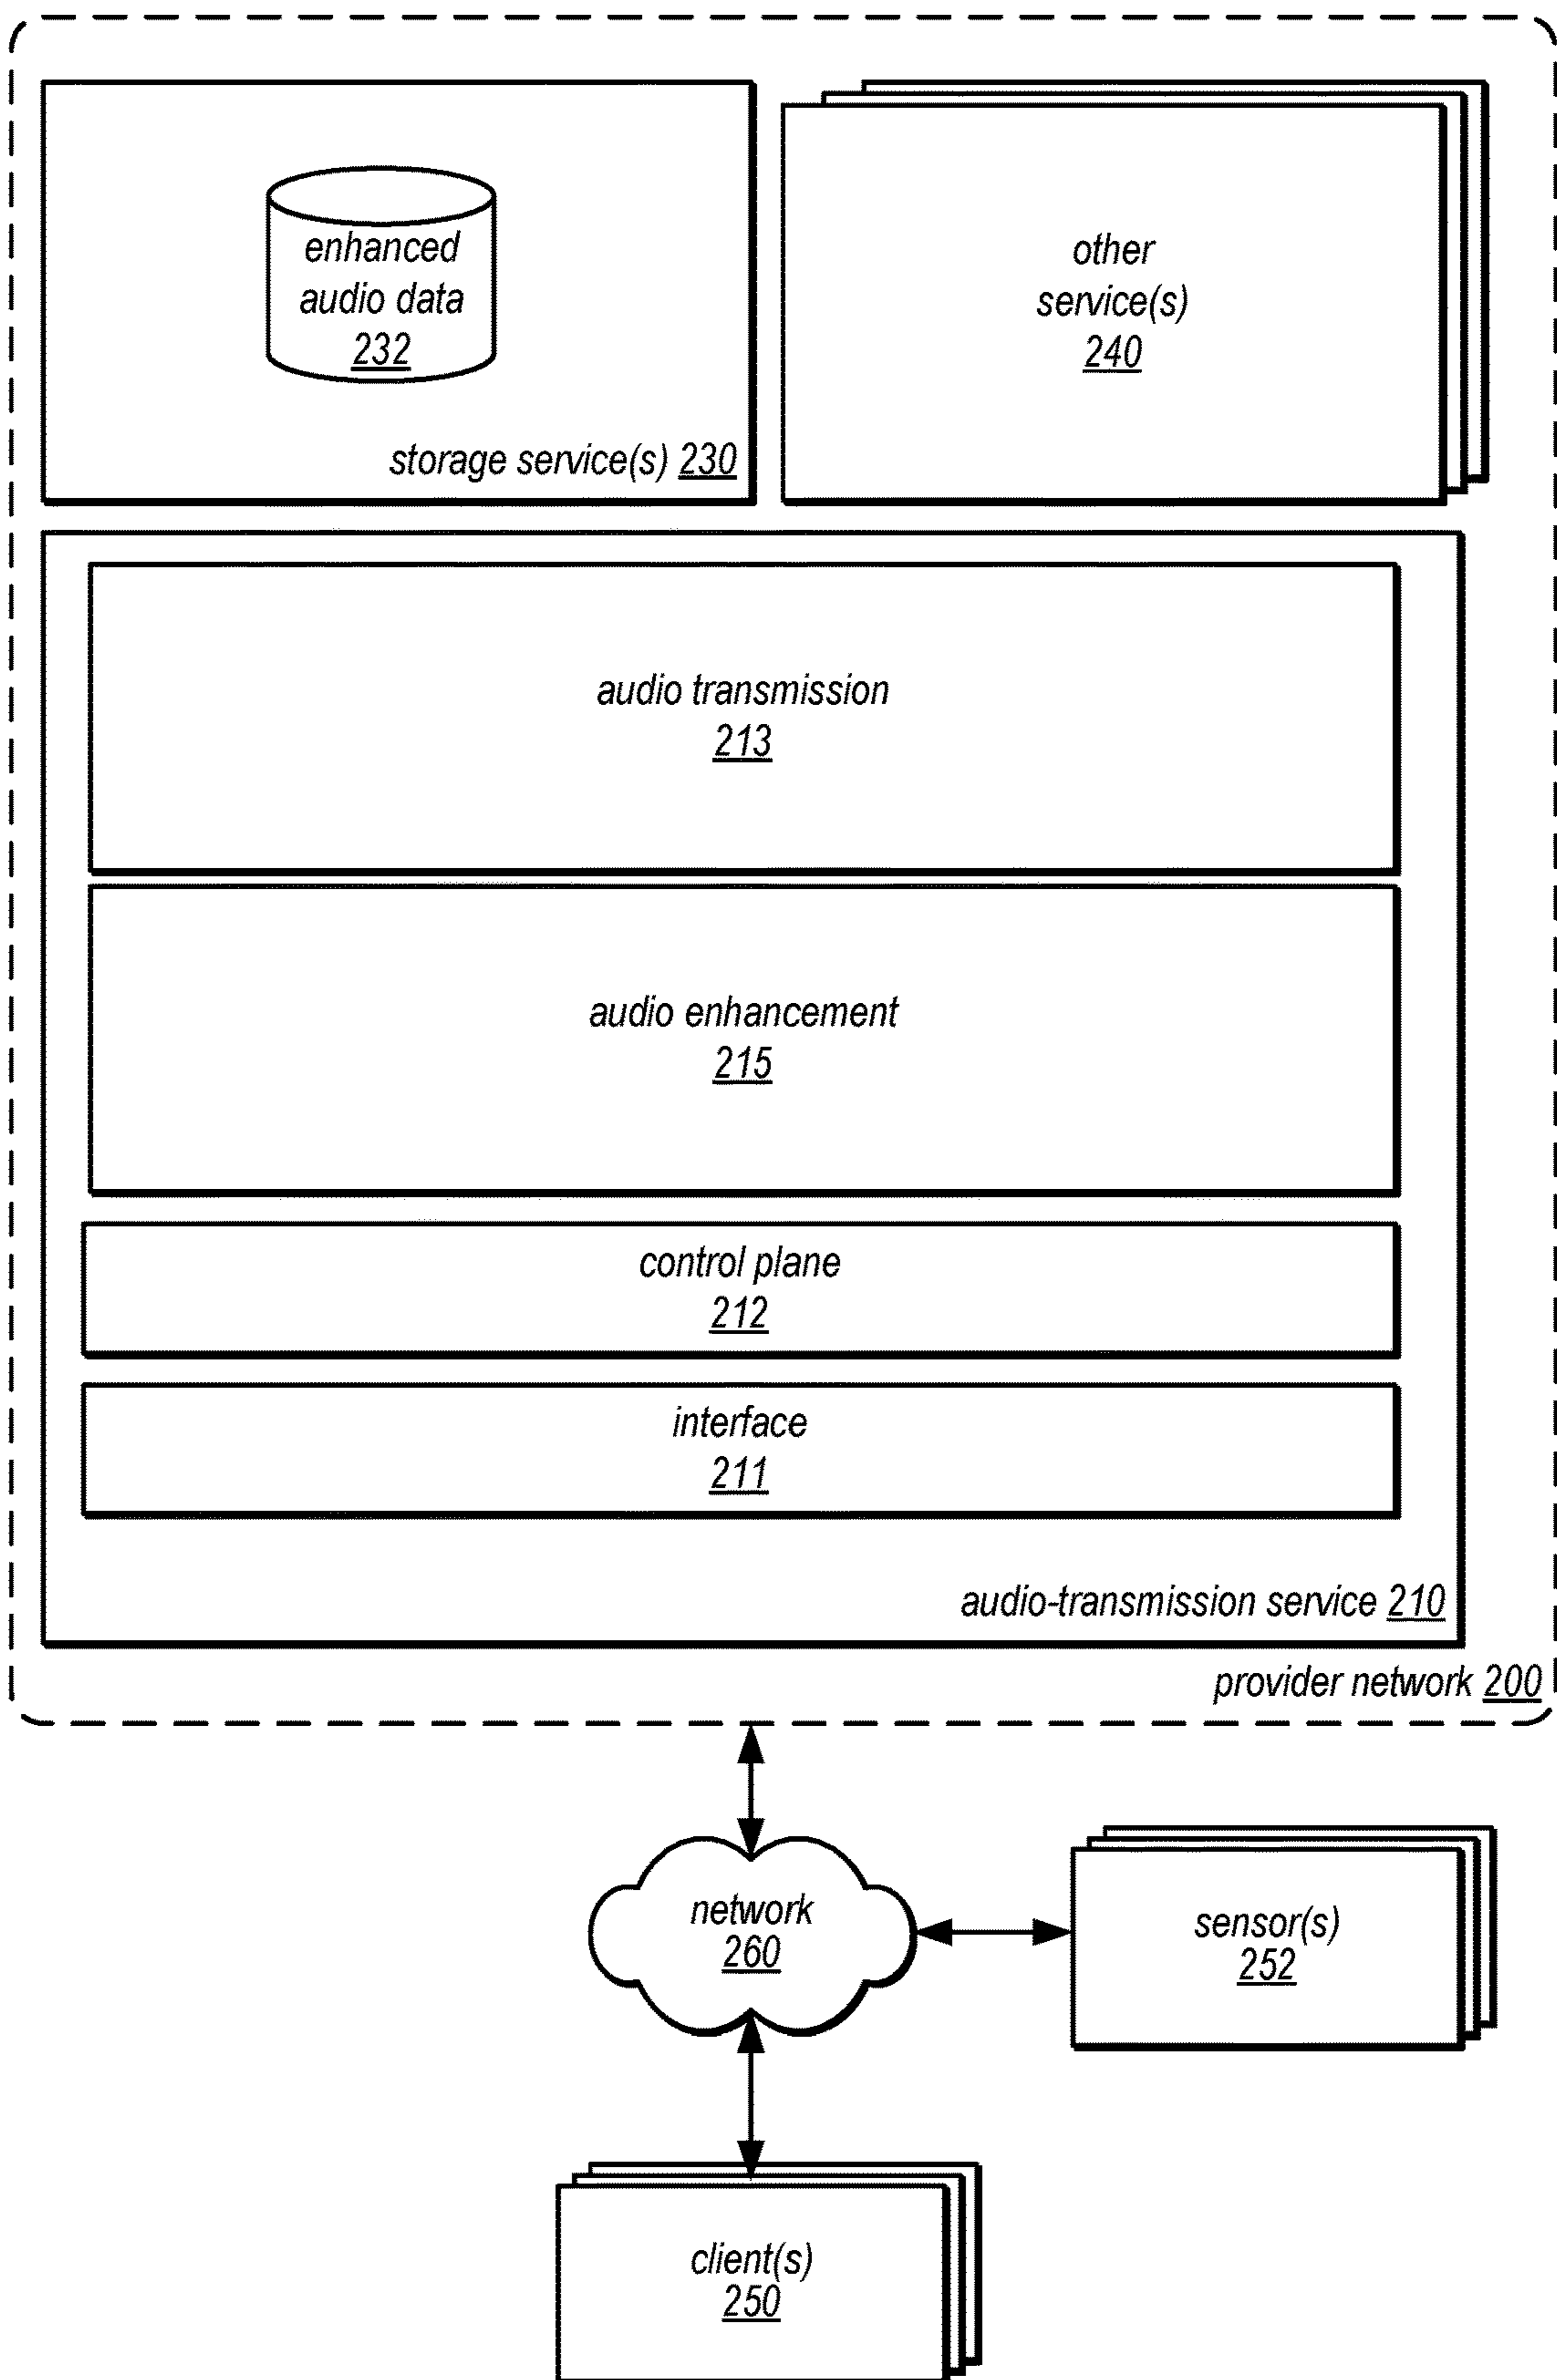 enhanced
audio data
232
storage service(s) 230
other
service(s)
240
audio transmission
213
audio enhancement
215
control plane
212
interface
211
audio-transmission service 210
provider network 200
network
260
sensor(s)
252
client(s)
250